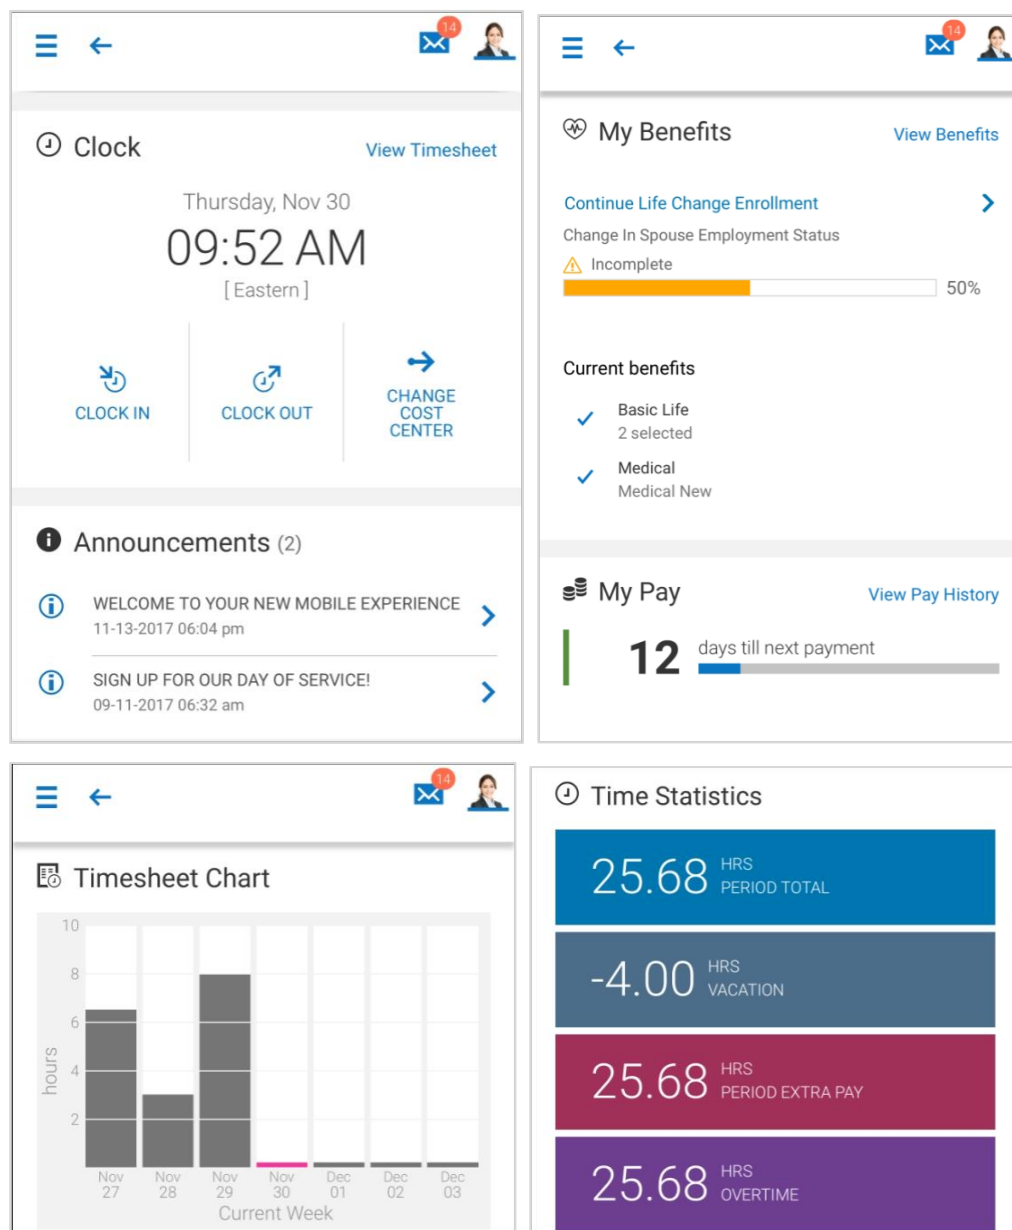 14
Clock
View Timesheet
Thursday, Nov 30
09:52 AM
[ Eastern ]
CLOCK IN
CLOCK OUT
CHANGE
COST
CENTER
Announcements (2)
WELCOME TO YOUR NEW MOBILE EXPERIENCE
11-13-2017 06:04 pm
SIGN UP FOR OUR DAY OF SERVICE!
09-11-2017 06:32 am
14
My Benefits
View Benefits
Continue Life Change Enrollment
Change In Spouse Employment Status
Incomplete
50%
Current benefits
Basic Life
2 selected
Medical
Medical New
My Pay
View Pay History
12 days till next payment
14
Timesheet Chart
10
8
6
4
2
hours
Nov 27
Nov 28
Nov 29
Nov 30
Dec 01
Dec 02
Dec 03
Current Week
Time Statistics
25.68 HRS
PERIOD TOTAL
-4.00 HRS
VACATION
25.68 HRS
PERIOD EXTRA PAY
25.68 HRS
OVERTIME